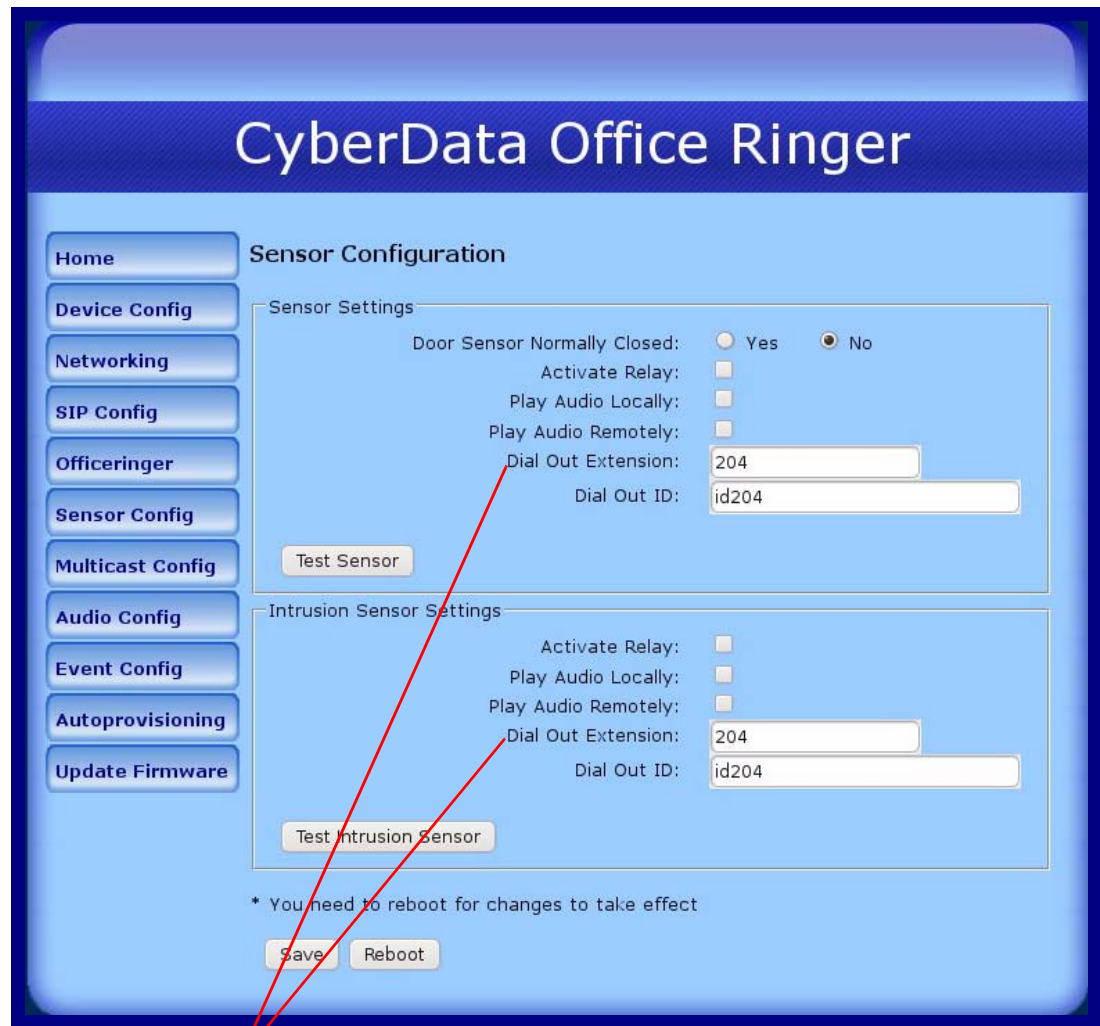 CyberData Office Ringer
Home
Device Config
Networking
SIP Config
Officeringer
Sensor Config
Multicast Config
Audio Config
Event Config
Autoprovisioning
Update Firmware
Sensor Configuration
Sensor Settings
Door Sensor Normally Closed: Yes No
Activate Relay:
Play Audio Locally:
Play Audio Remotely:
Dial Out Extension: 204
Dial Out ID: id204
Test Sensor
Intrusion Sensor Settings
Activate Relay:
Play Audio Locally:
Play Audio Remotely:
Dial Out Extension: 204
Dial Out ID: id204
Test Intrusion Sensor
* You need to reboot for changes to take effect
Save Reboot